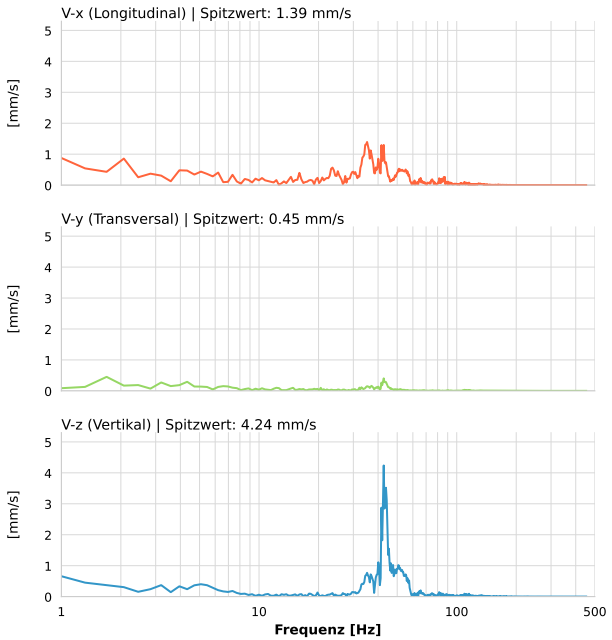 V-x (Longitudinal) | Spitzwert: 1.39 mm/s
[mm/s]
5
4
3
2
1
0
V-y (Transversal) | Spitzwert: 0.45 mm/s
[mm/s]
5
4
3
2
1
0
V-z (Vertikal) | Spitzwert: 4.24 mm/s
[mm/s]
5
4
3
2
1
0
1 10 100 500
Frequenz [Hz]